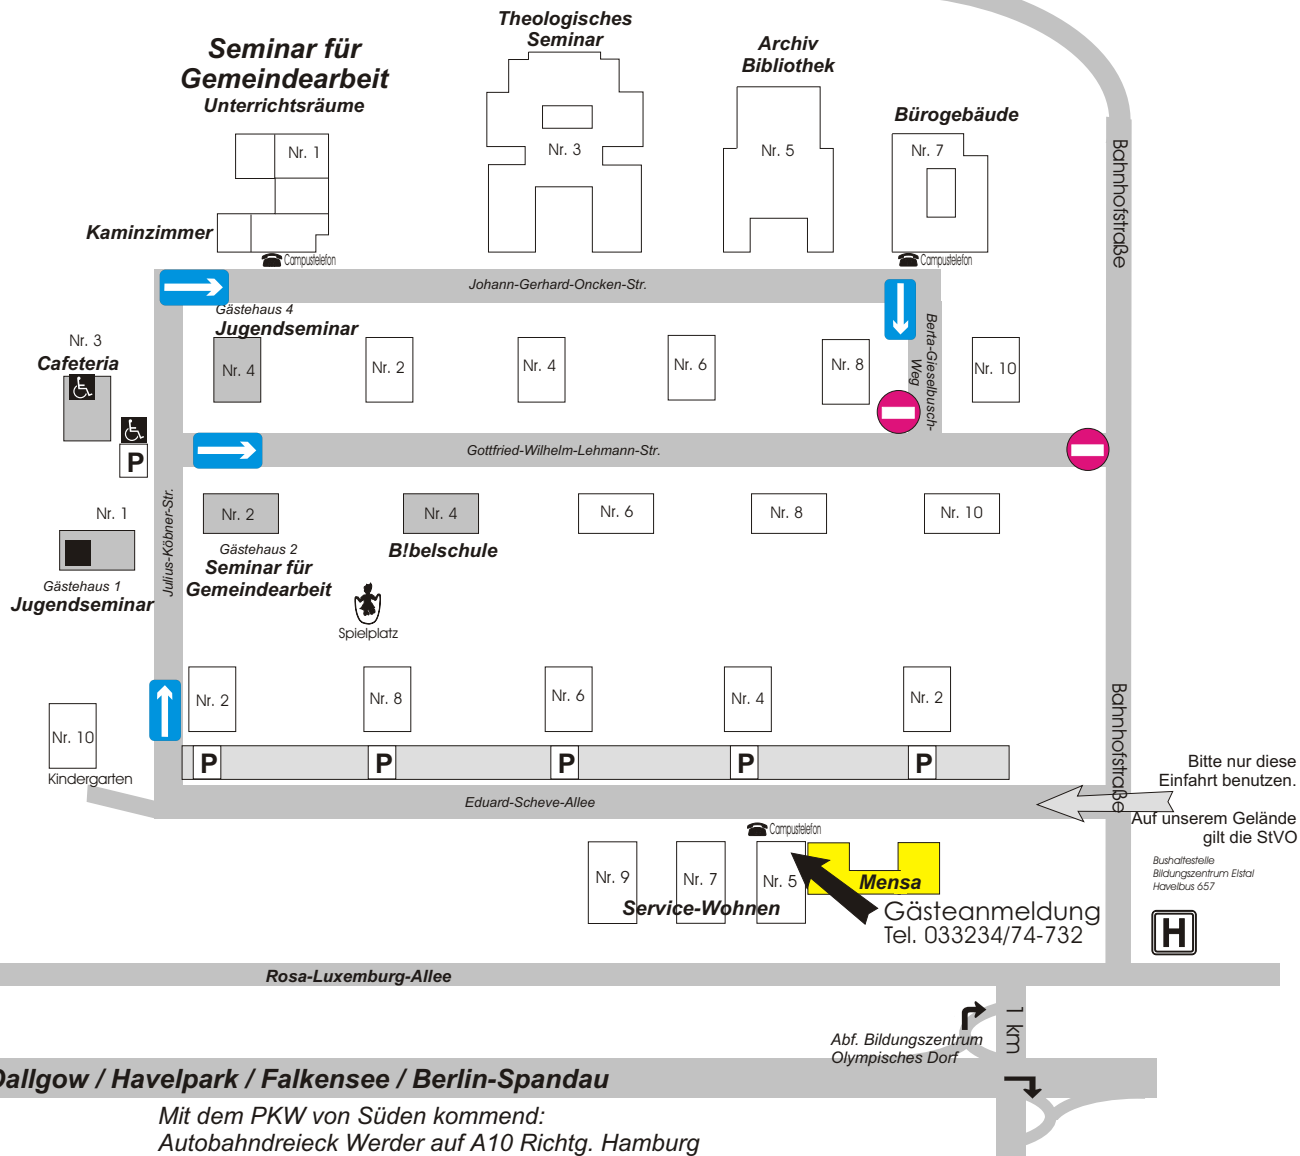 Theologisches
Seminar
Seminar für
Gemeindearbeit
Unterrichtsräume
Archiv
Bibliothek
Bürogebäude
Nr. 1
Nr. 3
Nr. 5
Nr. 7
Bahnhofstraße
Kaminzimmer
Campustelefon
Campustelefon
Johann-Gerhard-Oncken-Str.
Gästehaus 4
Jugendseminar
Nr. 3
Cafeteria
Nr. 4
Nr. 2
Nr. 4
Nr. 6
Nr. 8
Berta-Gieselbusch-
Weg
Nr. 10
P
Gottfried-Wilhelm-Lehmann-Str.
Julius-Köbner-Str.
Nr. 1
Nr. 2
Nr. 4
Nr. 6
Nr. 8
Nr. 10
Gästehaus 2
Seminar für
Gemeindearbeit
B!belschule
Gästehaus 1
Jugendseminar
Spielplatz
Nr. 2
Nr. 8
Nr. 6
Nr. 4
Nr. 2
Bahnhofstraße
Nr. 10
Kindergarten
P
P
P
P
P
Bitte nur diese
Einfahrt benutzen.
Eduard-Scheve-Allee
Auf unserem Gelände
gilt die StVO
Campustelefon
Bushaltestelle
Bildungszentrum Elstal
Havelbus 657
Nr. 9
Nr. 7
Nr. 5
Mensa
Service-Wohnen
Gästeanmeldung
Tel. 033234/74-732
H
Rosa-Luxemburg-Allee
1 km
Abf. Bildungszentrum
Olympisches Dorf
Dallgow / Havelpark / Falkensee / Berlin-Spandau
Mit dem PKW von Süden kommend:
Autobahndreieck Werder auf A10 Richtg. Hamburg